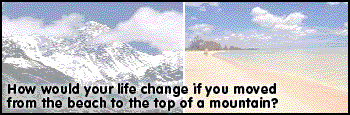 How would your life change if you moved
from the beach to the top of a mountain?